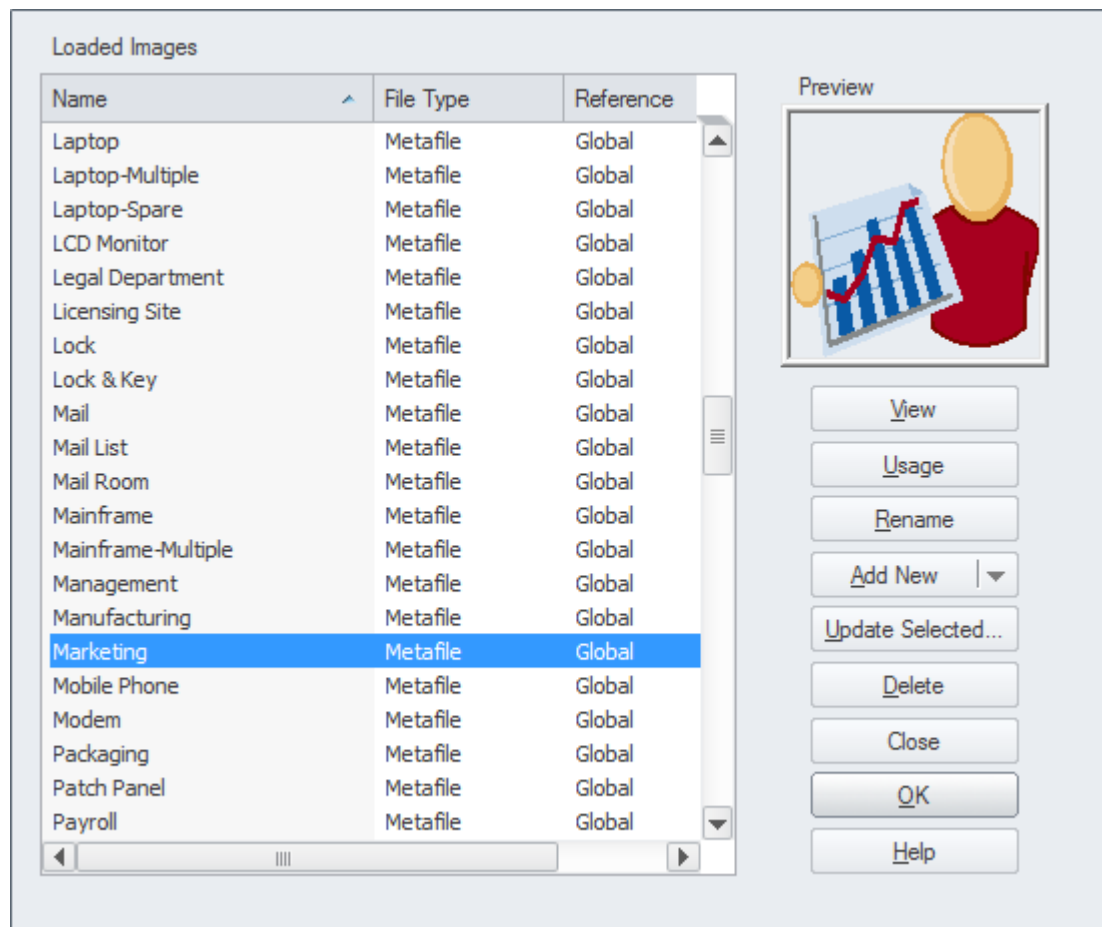 Loaded Images
Name File Type Reference
Laptop Metafile Global
Laptop-Multiple Metafile Global
Laptop-Spare Metafile Global
LCD Monitor Metafile Global
Legal Department Metafile Global
Licensing Site Metafile Global
Lock Metafile Global
Lock & Key Metafile Global
Mail Metafile Global
Mail List Metafile Global
Mail Room Metafile Global
Mainframe Metafile Global
Mainframe-Multiple Metafile Global
Management Metafile Global
Manufacturing Metafile Global
Marketing Metafile Global
Mobile Phone Metafile Global
Modem Metafile Global
Packaging Metafile Global
Patch Panel Metafile Global
Payroll Metafile Global
Preview
View
Usage
Rename
Add New
Update Selected...
Delete
Close
OK
Help